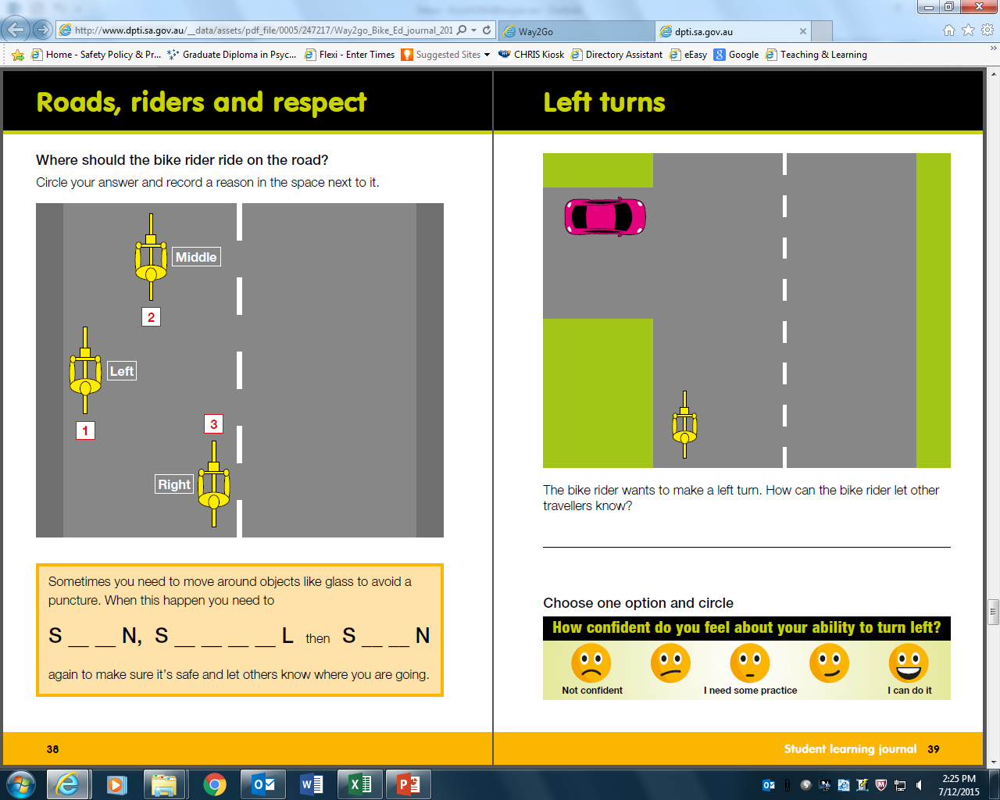 http://www.dpti.sa.gov.au/__data/assets/pdf_file/0005/247217/Way2go_Bike_Ed_journal_201
Way2Go
dpti.sa.gov.au
Home - Safety Policy & Pr...
Graduate Diploma in Psyc...
Flexi - Enter Times
Suggested Sites
CHRIS Kiosk
Directory Assistant
eEasy
Google
Teaching & Learning
Roads, riders and respect
Where should the bike rider ride on the road?
Circle your answer and record a reason in the space next to it.
Middle
2
Left
1
3
Right
Sometimes you need to move around objects like glass to avoid a
puncture. When this happen you need to
S __ __ N, S __ __ __ __ L then S __ __ N
again to make sure it's safe and let others know where you are going.
38
Left turns
The bike rider wants to make a left turn. How can the bike rider let other
travellers know?
Choose one option and circle
How confident do you feel about your ability to turn left?
Not confident
I need some practice
I can do it
Student learning journal 39
2:25 PM
7/12/2015